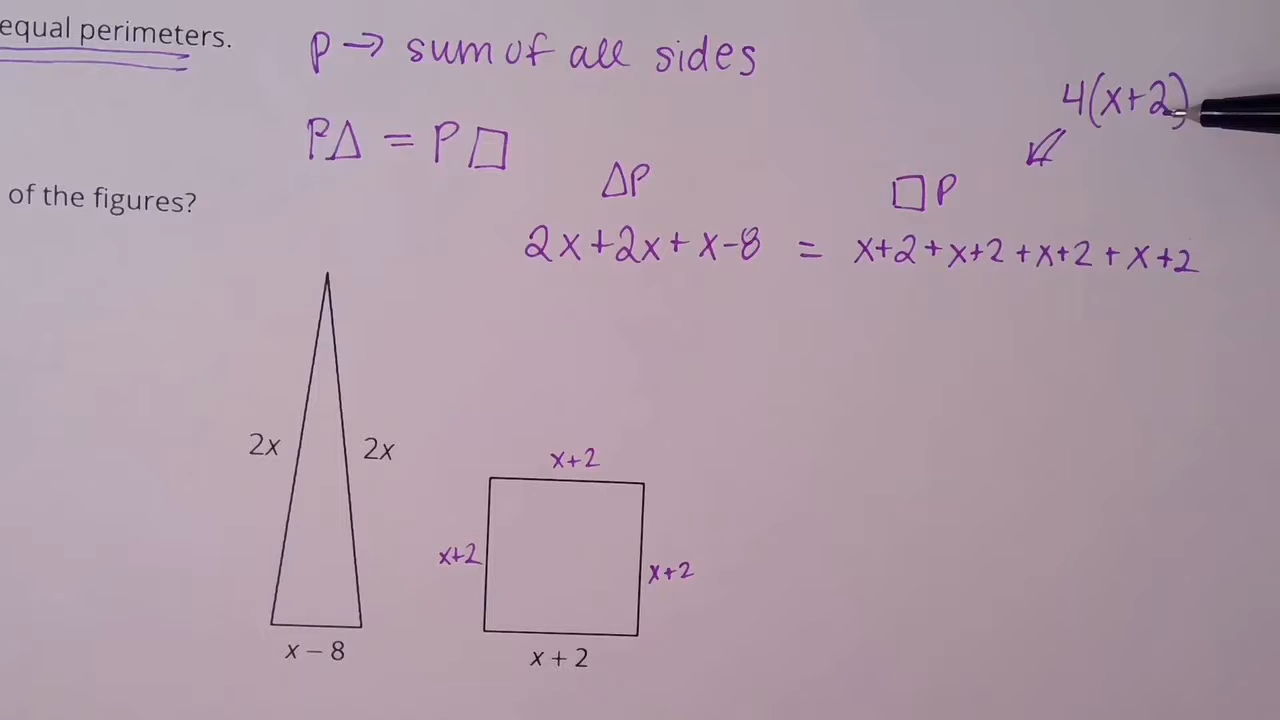 equal perimeters.
P → sum of all sides
4(x+2)
P△ = P□
△P
□P
of the figures?
2x+2x+x-8 = x+2+x+2+x+2+x+2
2x
2x
x+2
x+2
x+2
x – 8
x + 2